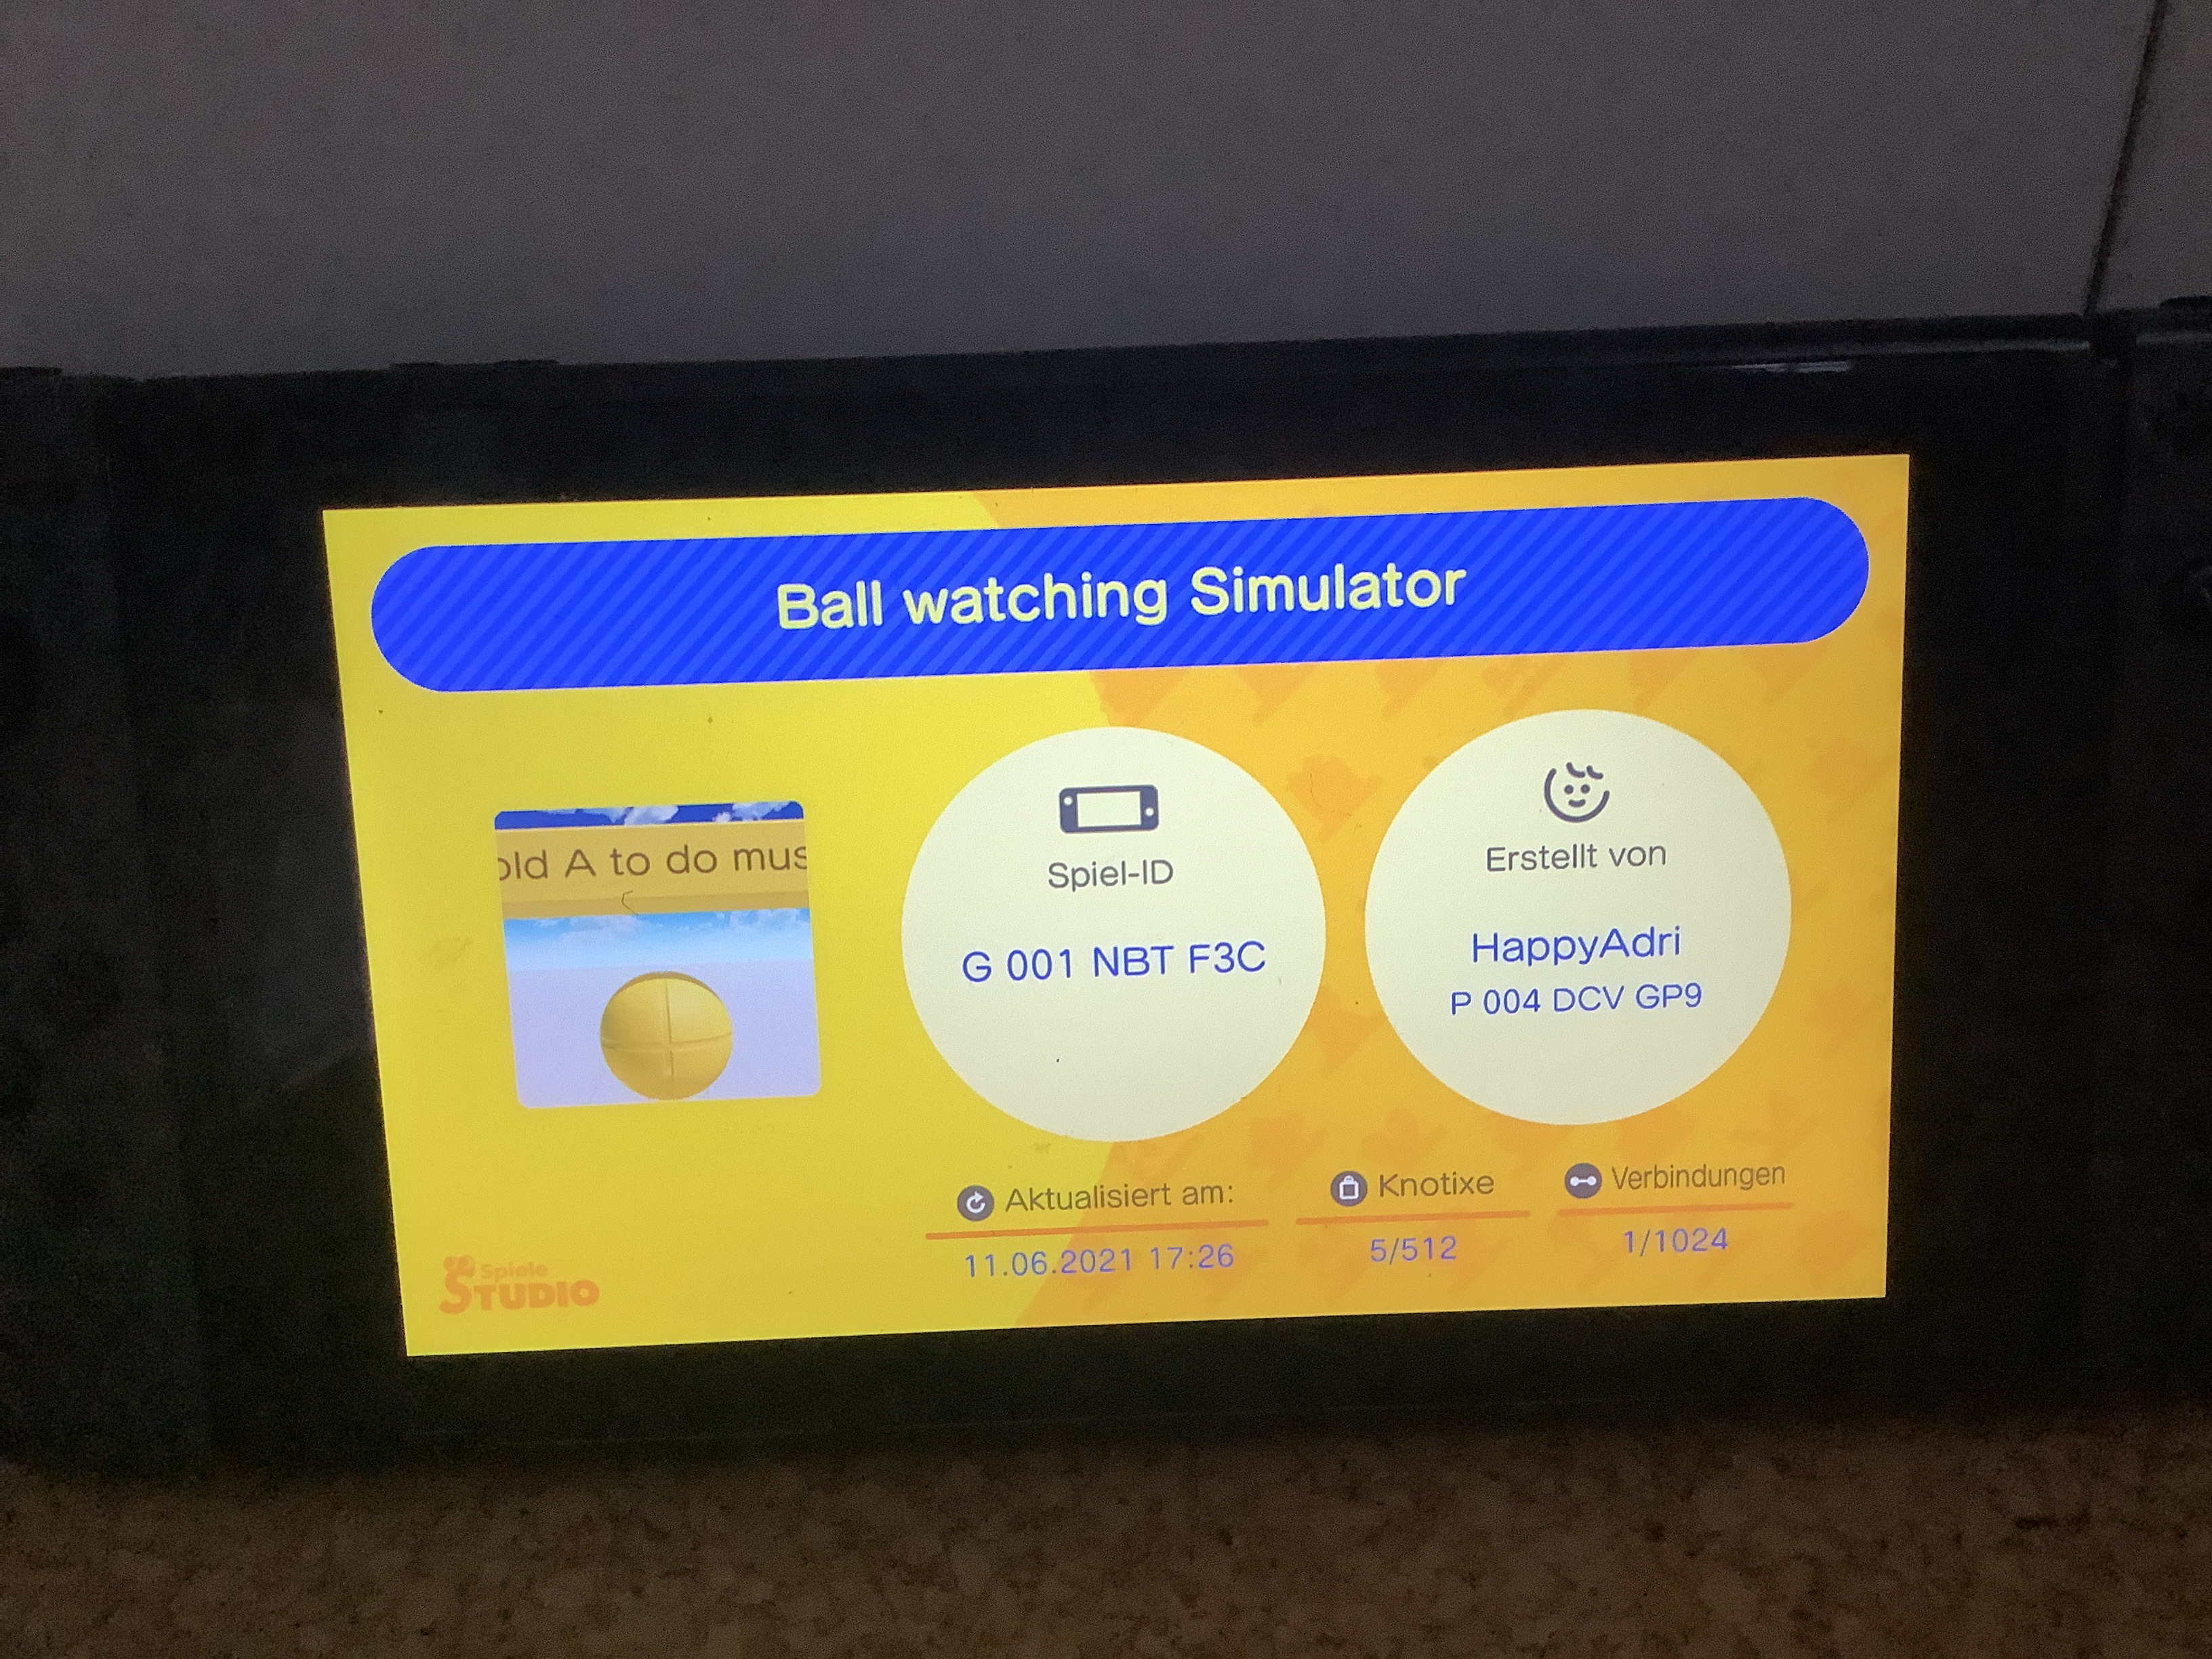 Ball watching Simulator
old A to do mus
Spiel-ID
G 001 NBT F3C
Erstellt von
HappyAdri
P 004 DCV GP9
Aktualisiert am:
11.06.2021 17:26
Knotixe
5/512
Verbindungen
1/1024
Spiele
STUDIO